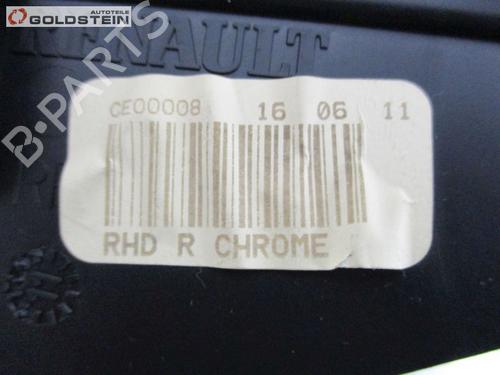 Autoteile
GOLDSTEIN
RENAULT
B-PARTS
CE00008 16 06 11
RHD R CHROME